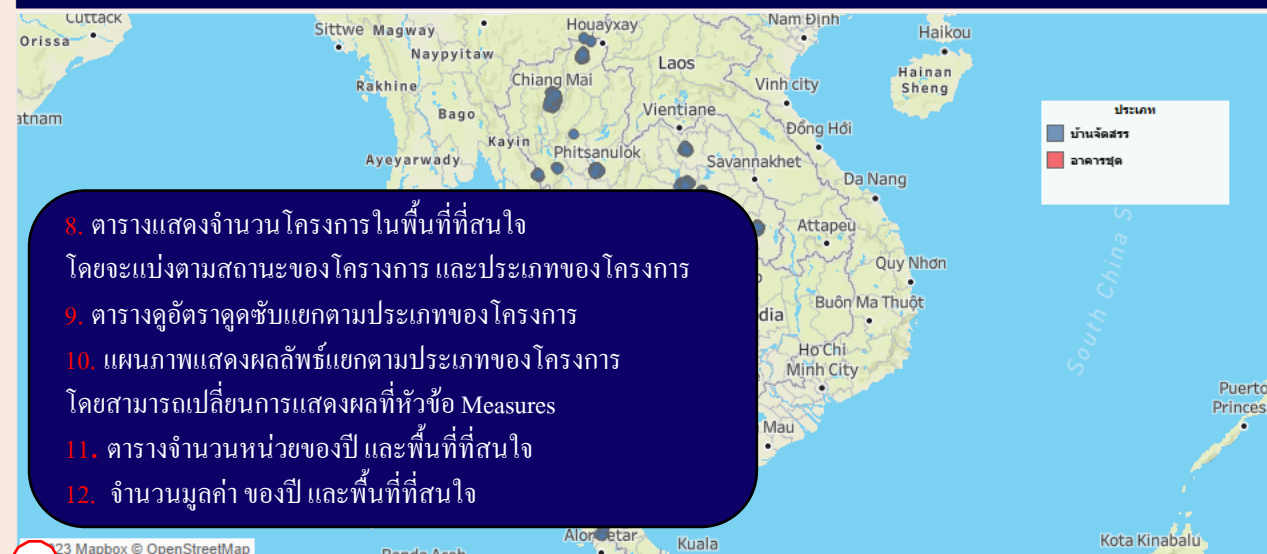 Cuttack
Sittwe Magway
Houayxay
Nam Định
Haikou
Orissa
Naypyitaw
Laos
Chiang Mai
Rakhine
Vinh city
Hainan
Sheng
Bago
Vientiane
atnam
Kayin
Đồng Hới
Ayeyarwady
Phitsanulok
Savannakhet
Da Nang
ประเภท
บ้านจัดสรร
อาคารชุด
8. ตารางแสดงจำนวนโครงการในพื้นที่ที่สนใจ
โดยจะแบ่งตามสถานะของโครางการ และประเภทของโครงการ
9. ตารางดูอัตราดูดซับแยกตามประเภทของโครงการ
10. แผนภาพแสดงผลลัพธ์แยกตามประเภทของโครงการ
โดยสามารถเปลี่ยนการแสดงผลที่หัวข้อ Measures
11. ตารางจำนวนหน่วยของปี และพื้นที่ที่สนใจ
12. จำนวนมูลค่า ของปี และพื้นที่ที่สนใจ
Attapeu
Quy Nhơn
Buôn Ma Thuột
dia
Ho Chi
Minh City
Mau
South China S
Puerto
Princes
Alor Setar
Kuala
Kota Kinabalu
Banda Aceh
23 Mapbox © OpenStreetMap